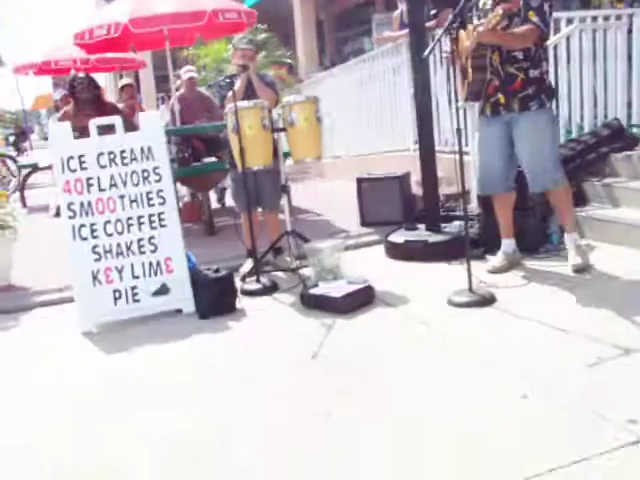 ICE CREAM
40 FLAVORS
SMOOTHIES
ICE COFFEE
SHAKES
KEY LIME
PIE